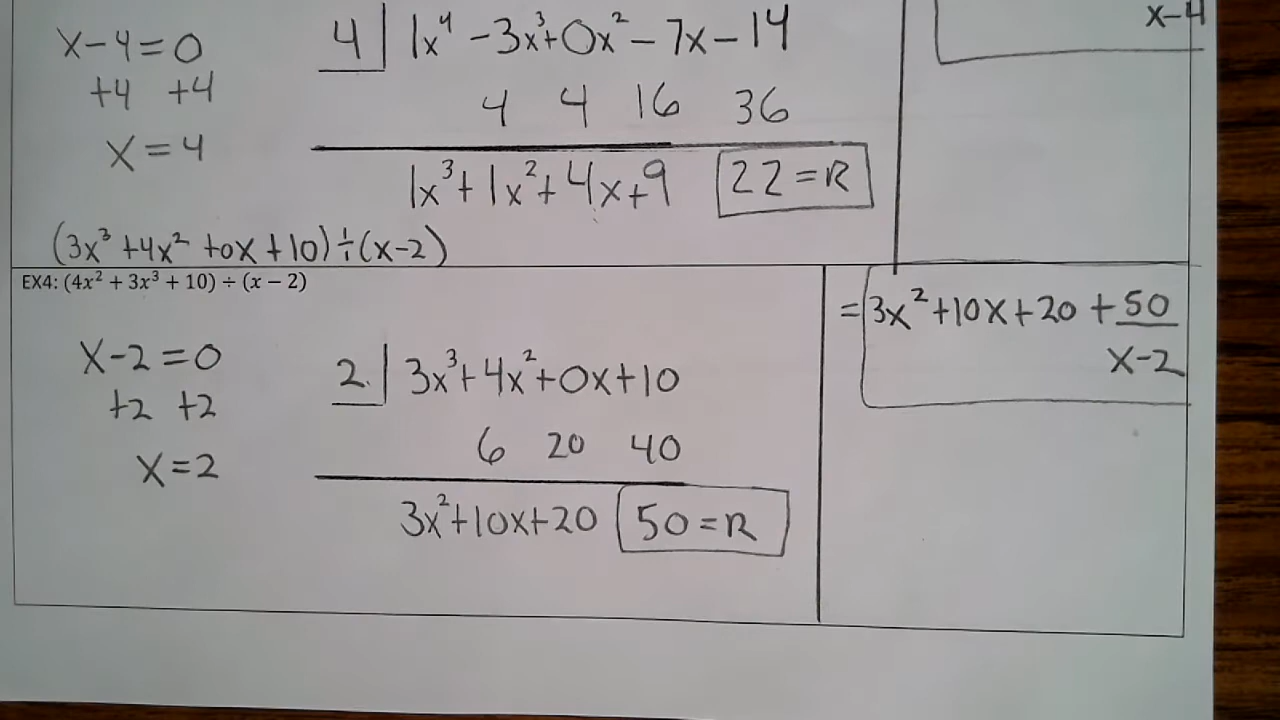 x-4
x-4=0
+4 +4
x=4
4 1x⁴ -3x³+0x² -7x-14
4 4 16 36
1x³+1x²+4x+9 22=R
(3x³ +4x² +0x +10) ÷(x-2)
EX4: (4x² + 3x³ + 10) ÷ (x − 2)
x-2=0
+2 +2
x=2
2. 3x³+4x²+0x+10
6 20 40
3x²+10x+20 50=R
=3x²+10x+20 +50
x-2